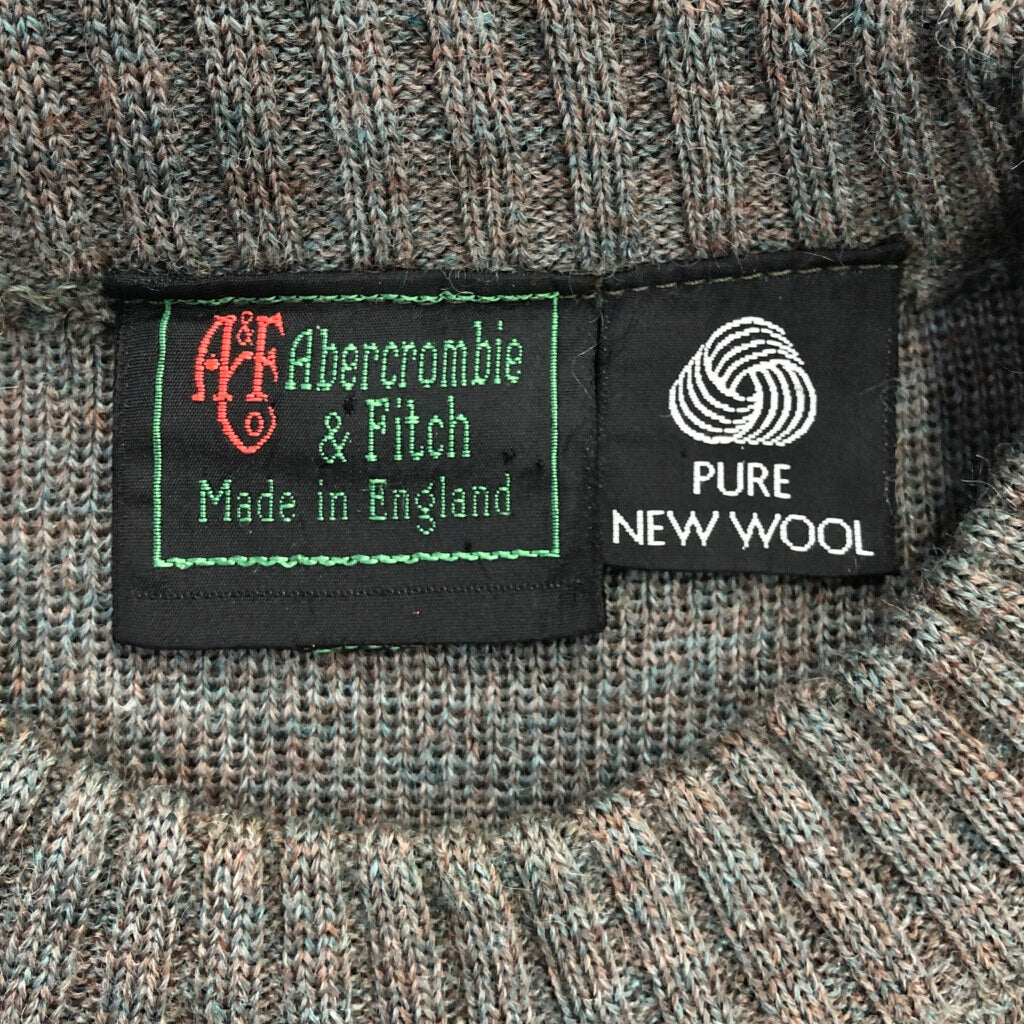 A&F
Co
Abercrombie
& Fitch
Made in England
PURE
NEW WOOL